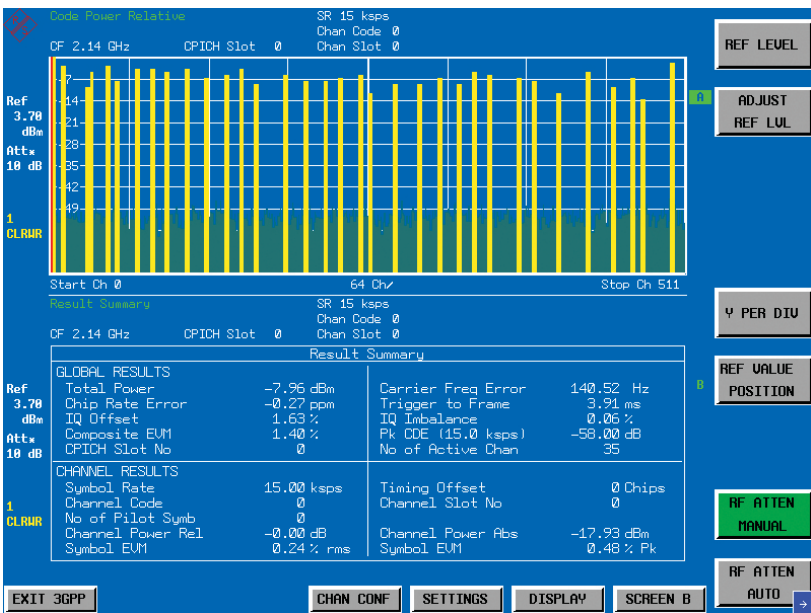 Code Power Relative SR 15 ksps
Chan Code 0
CF 2.14 GHz CPICH Slot 0 Chan Slot 0
REF LEVEL
A
ADJUST
REF LVL
Ref
3.70
dBm
Att*
10 dB
1
CLRWR
-7
-14
-21
-28
-35
-42
-49
Start Ch 0 64 Ch/ Stop Ch 511
Result Summary SR 15 ksps
Chan Code 0
CF 2.14 GHz CPICH Slot 0 Chan Slot 0
Y PER DIV
REF VALUE
POSITION
B
Ref
3.70
dBm
Att*
10 dB
1
CLRWR
Result Summary
GLOBAL RESULTS
Total Power -7.96 dBm Carrier Freq Error 140.52 Hz
Chip Rate Error -0.27 ppm Trigger to Frame 3.91 ms
IQ Offset 1.63 % IQ Imbalance 0.06 %
Composite EVM 1.40 % Pk CDE (15.0 ksps) -58.00 dB
CPICH Slot No 0 No of Active Chan 35
CHANNEL RESULTS
Symbol Rate 15.00 ksps Timing Offset 0 Chips
Channel Code 0 Channel Slot No 0
No of Pilot Symb 0
Channel Power Rel -0.00 dB Channel Power Abs -17.93 dBm
Symbol EVM 0.24 % rms Symbol EVM 0.48 % Pk
RF ATTEN
MANUAL
RF ATTEN
AUTO
EXIT 3GPP CHAN CONF SETTINGS DISPLAY SCREEN B